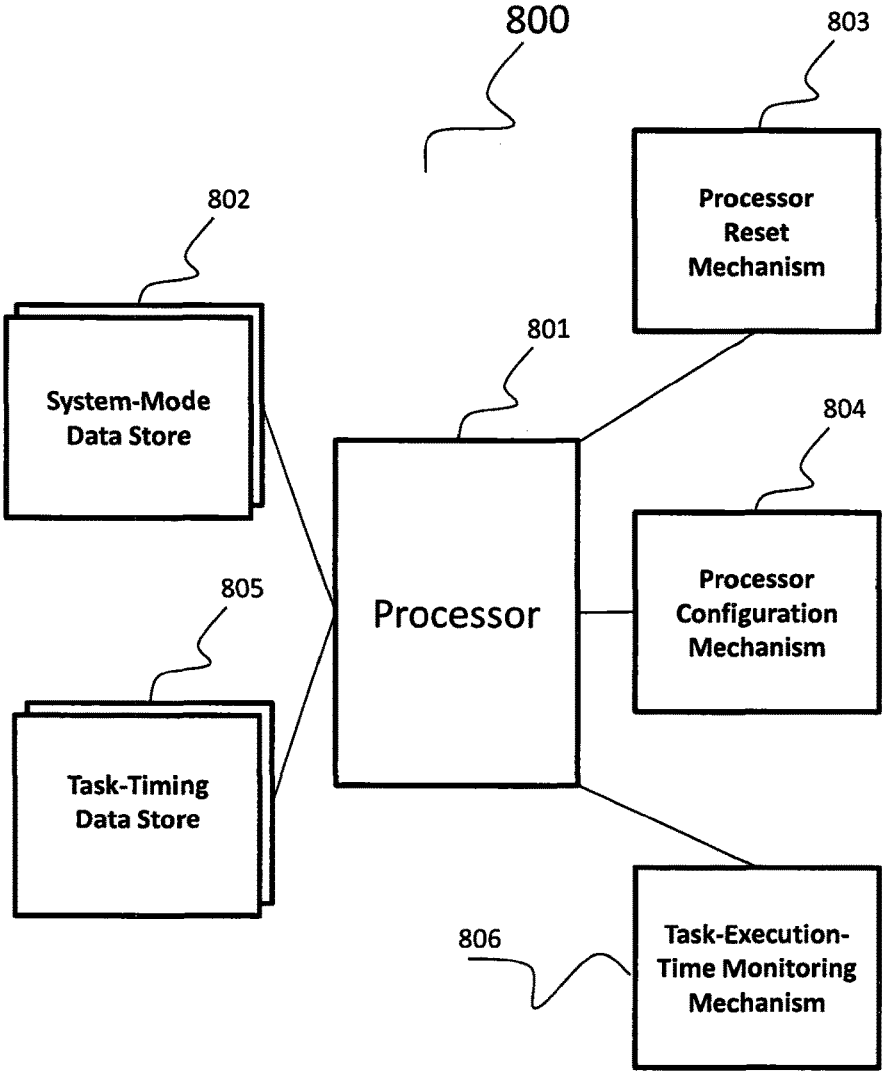 800
803
Processor
Reset
Mechanism
802
System-Mode
Data Store
801
Processor
804
Processor
Configuration
Mechanism
805
Task-Timing
Data Store
806
Task-Execution-
Time Monitoring
Mechanism